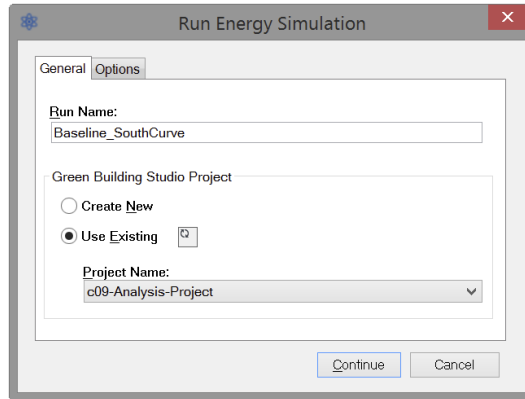 Run Energy Simulation
General Options
Run Name:
Baseline_SouthCurve
Green Building Studio Project
Create New
Use Existing
Project Name:
c09-Analysis-Project
Continue Cancel